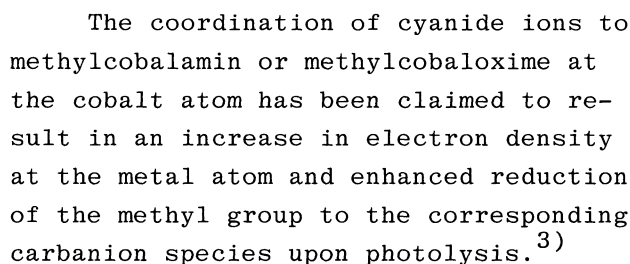 The coordination of cyanide ions to
methylcobalamin or methylcobaloxime at
the cobalt atom has been claimed to re-
sult in an increase in electron density
at the metal atom and enhanced reduction
of the methyl group to the corresponding
carbanion species upon photolysis.3)